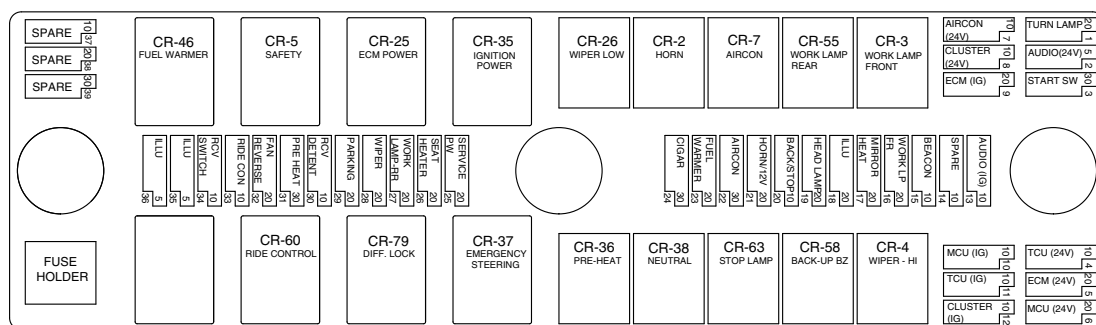 SPARE 10 37
SPARE 20 38
SPARE 30 39
CR-46
FUEL WARMER
CR-5
SAFETY
CR-25
ECM POWER
CR-35
IGNITION
POWER
CR-26
WIPER LOW
CR-2
HORN
CR-7
AIRCON
CR-55
WORK LAMP
REAR
CR-3
WORK LAMP
FRONT
AIRCON 10
(24V) 7
CLUSTER 10
(24V) 8
ECM (IG) 20
9
TURN LAMP 20
1
AUDIO(24V) 5
2
START SW 30
3
ILLU
5
36
ILLU
5
35
RCV
SWITCH
10
34
RIDE CON
10
33
FAN
REVERSE
20
32
PRE HEAT
30
31
RCV
DETENT
10
30
PARKING
20
29
WIPER
20
28
WORK
LAMP-RR
20
27
SEAT
HEATER
20
26
SERVICE
PW
20
25
CIGAR
30
24
FUEL
WARMER
20
23
AIRCON
30
22
HORN/12V
20
21
BACK/STOP
10
20
HEAD LAMP
20
19
ILLU
20
18
MIRROR
HEAT
20
17
WORK LP
FR
20
16
BEACON
10
15
SPARE
10
14
AUDIO (IG)
10
13
FUSE
HOLDER
CR-60
RIDE CONTROL
CR-79
DIFF. LOCK
CR-37
EMERGENCY
STEERING
CR-36
PRE-HEAT
CR-38
NEUTRAL
CR-63
STOP LAMP
CR-58
BACK-UP BZ
CR-4
WIPER - HI
MCU (IG) 10
10
TCU (IG) 10
11
CLUSTER 10
(IG) 12
TCU (24V) 10
4
ECM (24V) 20
5
MCU (24V) 20
6